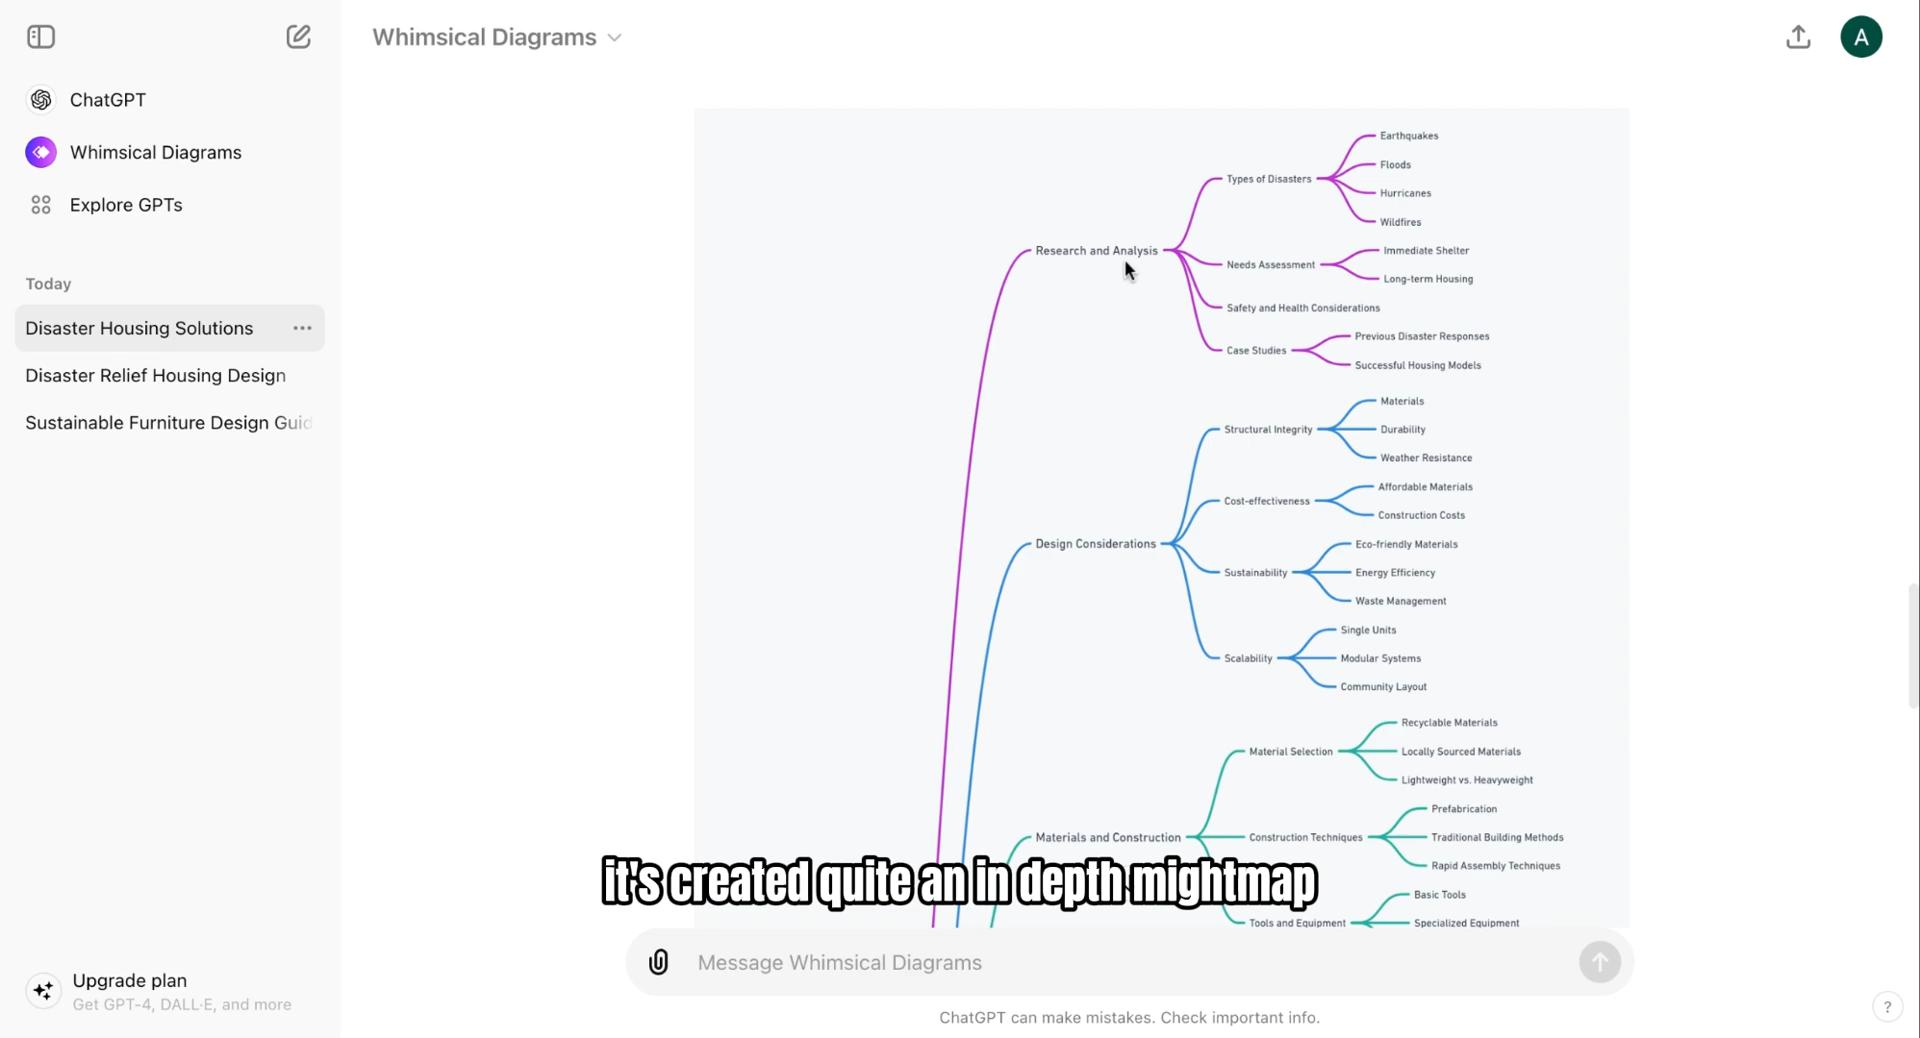 Whimsical Diagrams
A
ChatGPT
Whimsical Diagrams
Explore GPTs
Today
Disaster Housing Solutions
Disaster Relief Housing Design
Sustainable Furniture Design Guid
Upgrade plan
Get GPT-4, DALL·E, and more
Research and Analysis
Types of Disasters
Earthquakes
Floods
Hurricanes
Wildfires
Needs Assessment
Immediate Shelter
Long-term Housing
Safety and Health Considerations
Case Studies
Previous Disaster Responses
Successful Housing Models
Design Considerations
Structural Integrity
Materials
Durability
Weather Resistance
Cost-effectiveness
Affordable Materials
Construction Costs
Sustainability
Eco-friendly Materials
Energy Efficiency
Waste Management
Scalability
Single Units
Modular Systems
Community Layout
Materials and Construction
Material Selection
Recyclable Materials
Locally Sourced Materials
Lightweight vs. Heavyweight
Construction Techniques
Prefabrication
Traditional Building Methods
Rapid Assembly Techniques
Tools and Equipment
Basic Tools
Specialized Equipment
it's created quite an in depth mightmap
Message Whimsical Diagrams
ChatGPT can make mistakes. Check important info.
?